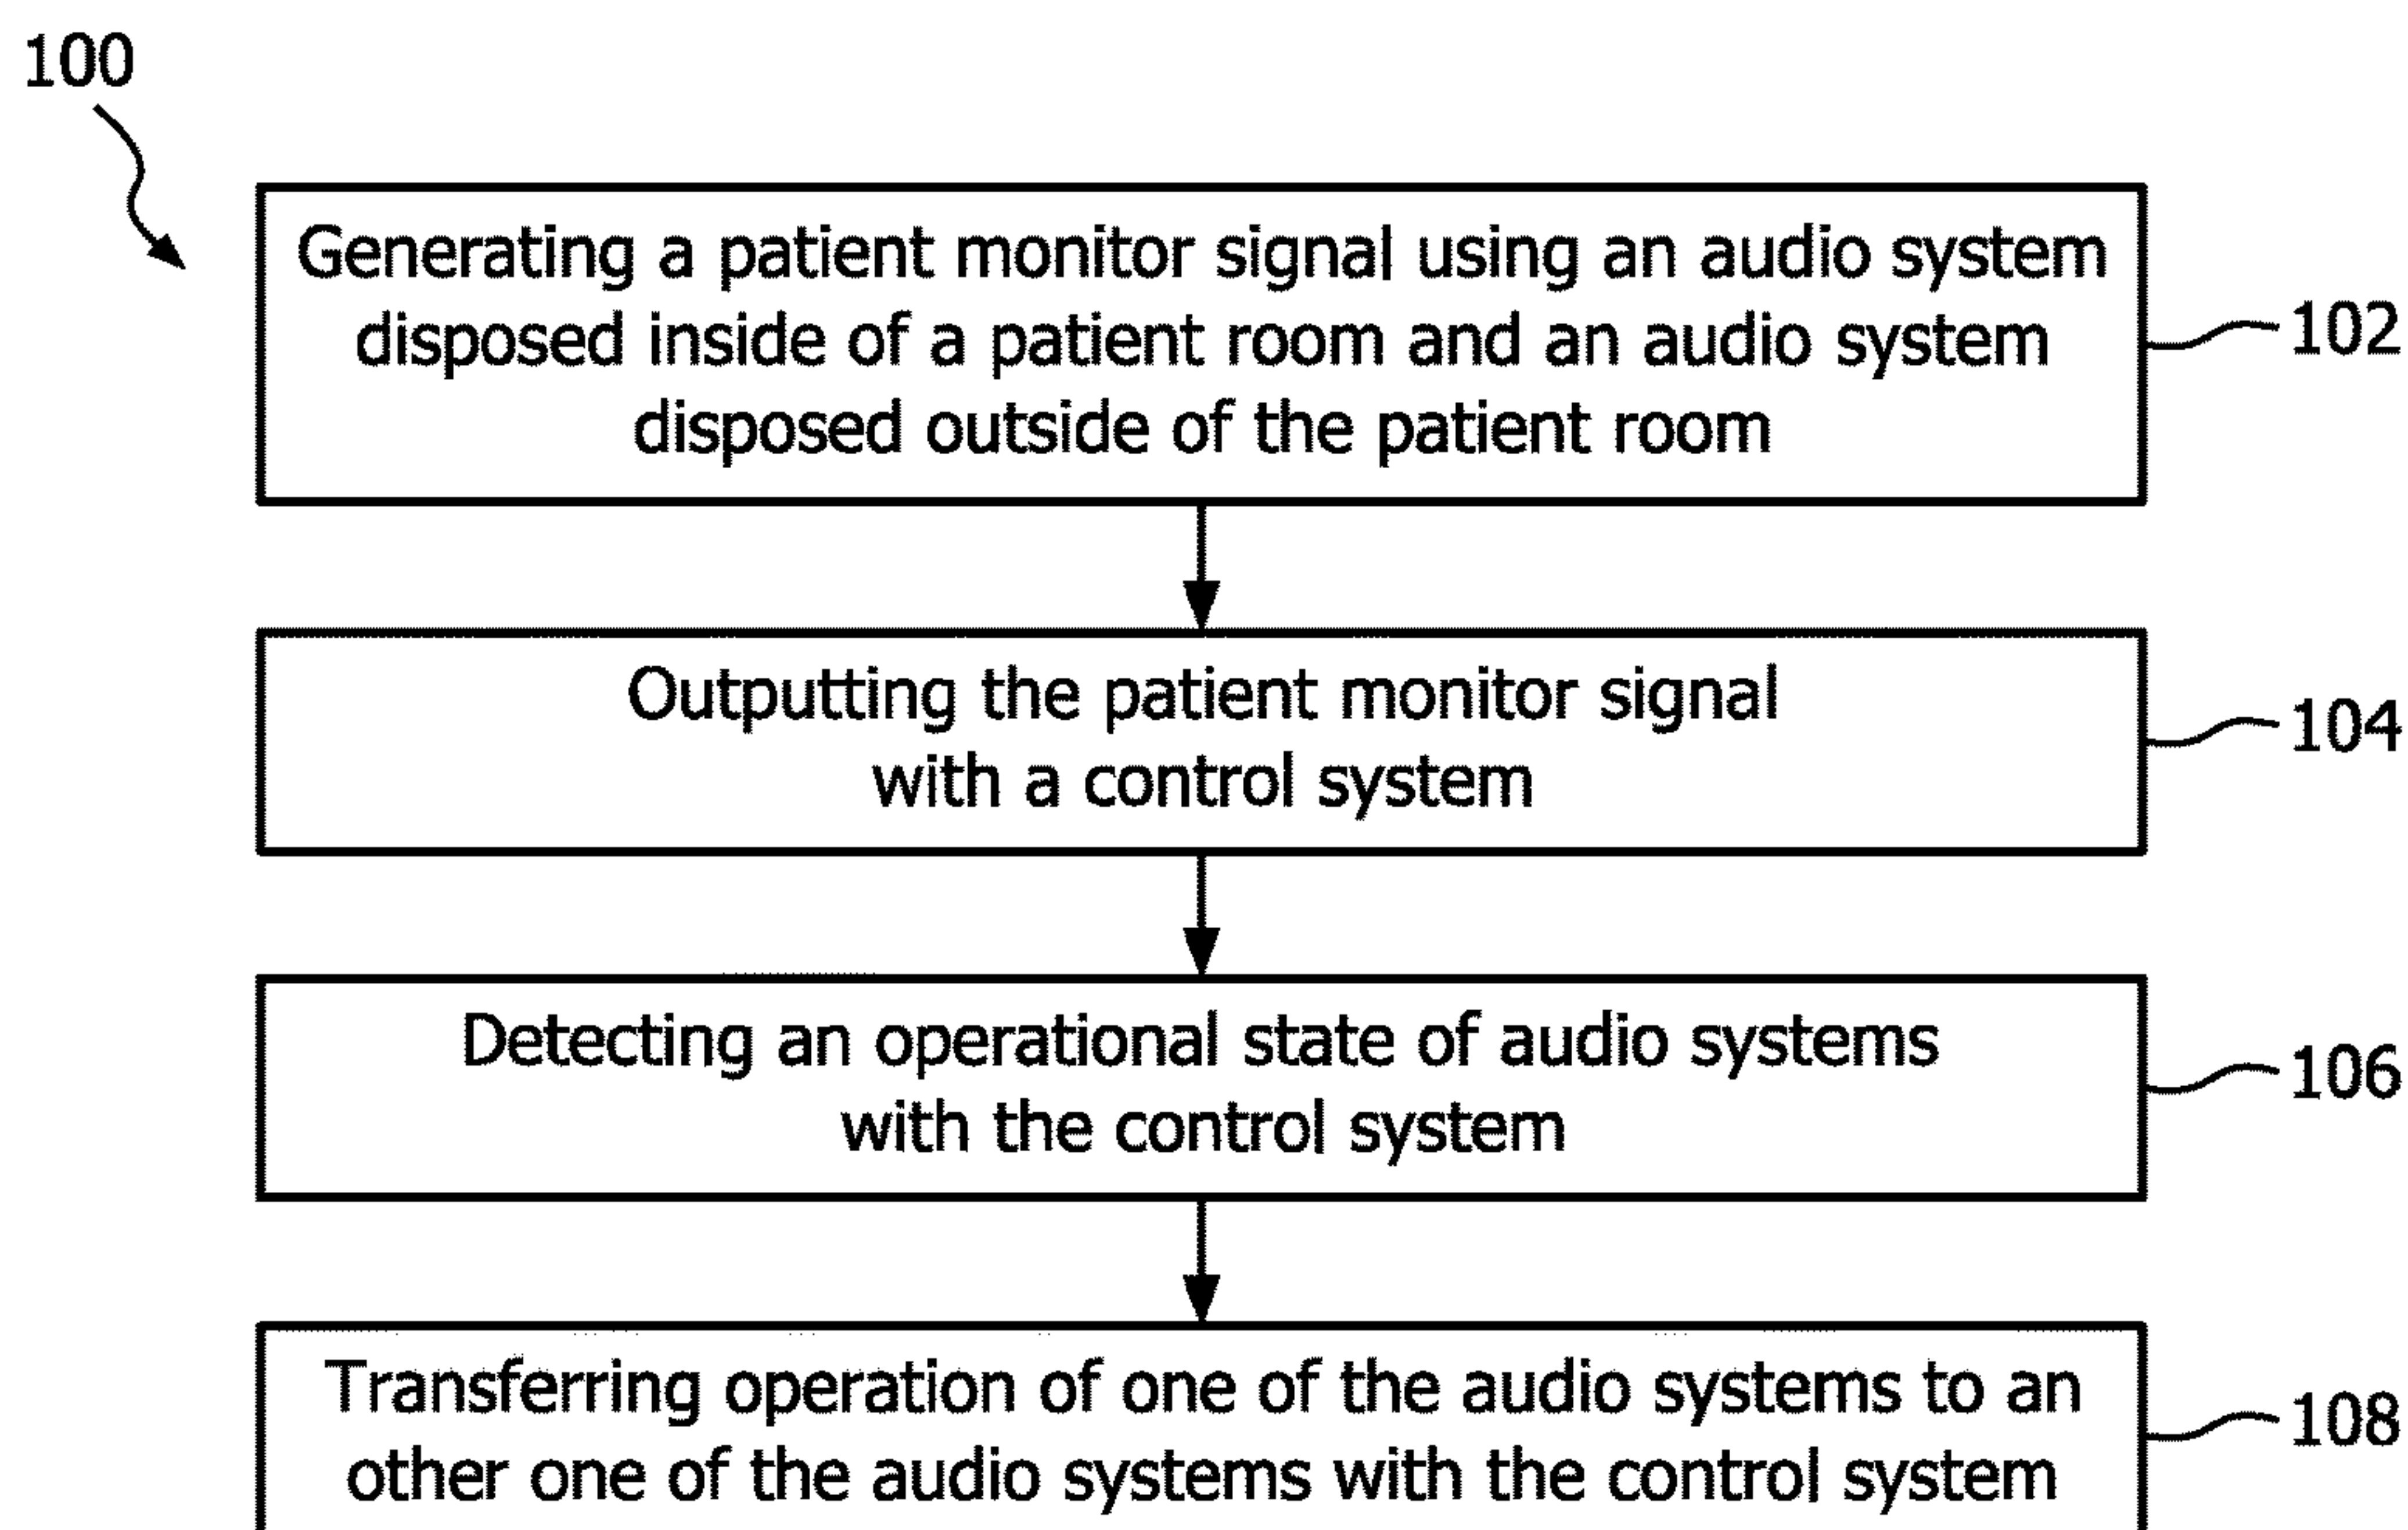 100
Generating a patient monitor signal using an audio system
disposed inside of a patient room and an audio system
disposed outside of the patient room
102
Outputting the patient monitor signal
with a control system
104
Detecting an operational state of audio systems
with the control system
106
Transferring operation of one of the audio systems to an
other one of the audio systems with the control system
108